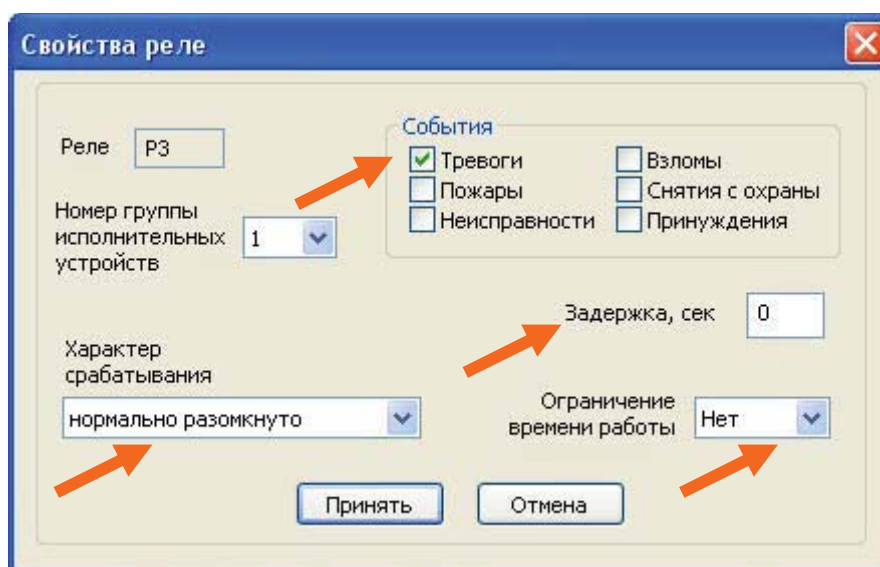 Свойства реле
Реле P3
Номер группы
исполнительных
устройств
1
События
Тревоги
Пожары
Неисправности
Взломы
Снятия с охраны
Принуждения
Задержка, сек 0
Характер
срабатывания
нормально разомкнуто
Ограничение
времени работы
Нет
Принять
Отмена